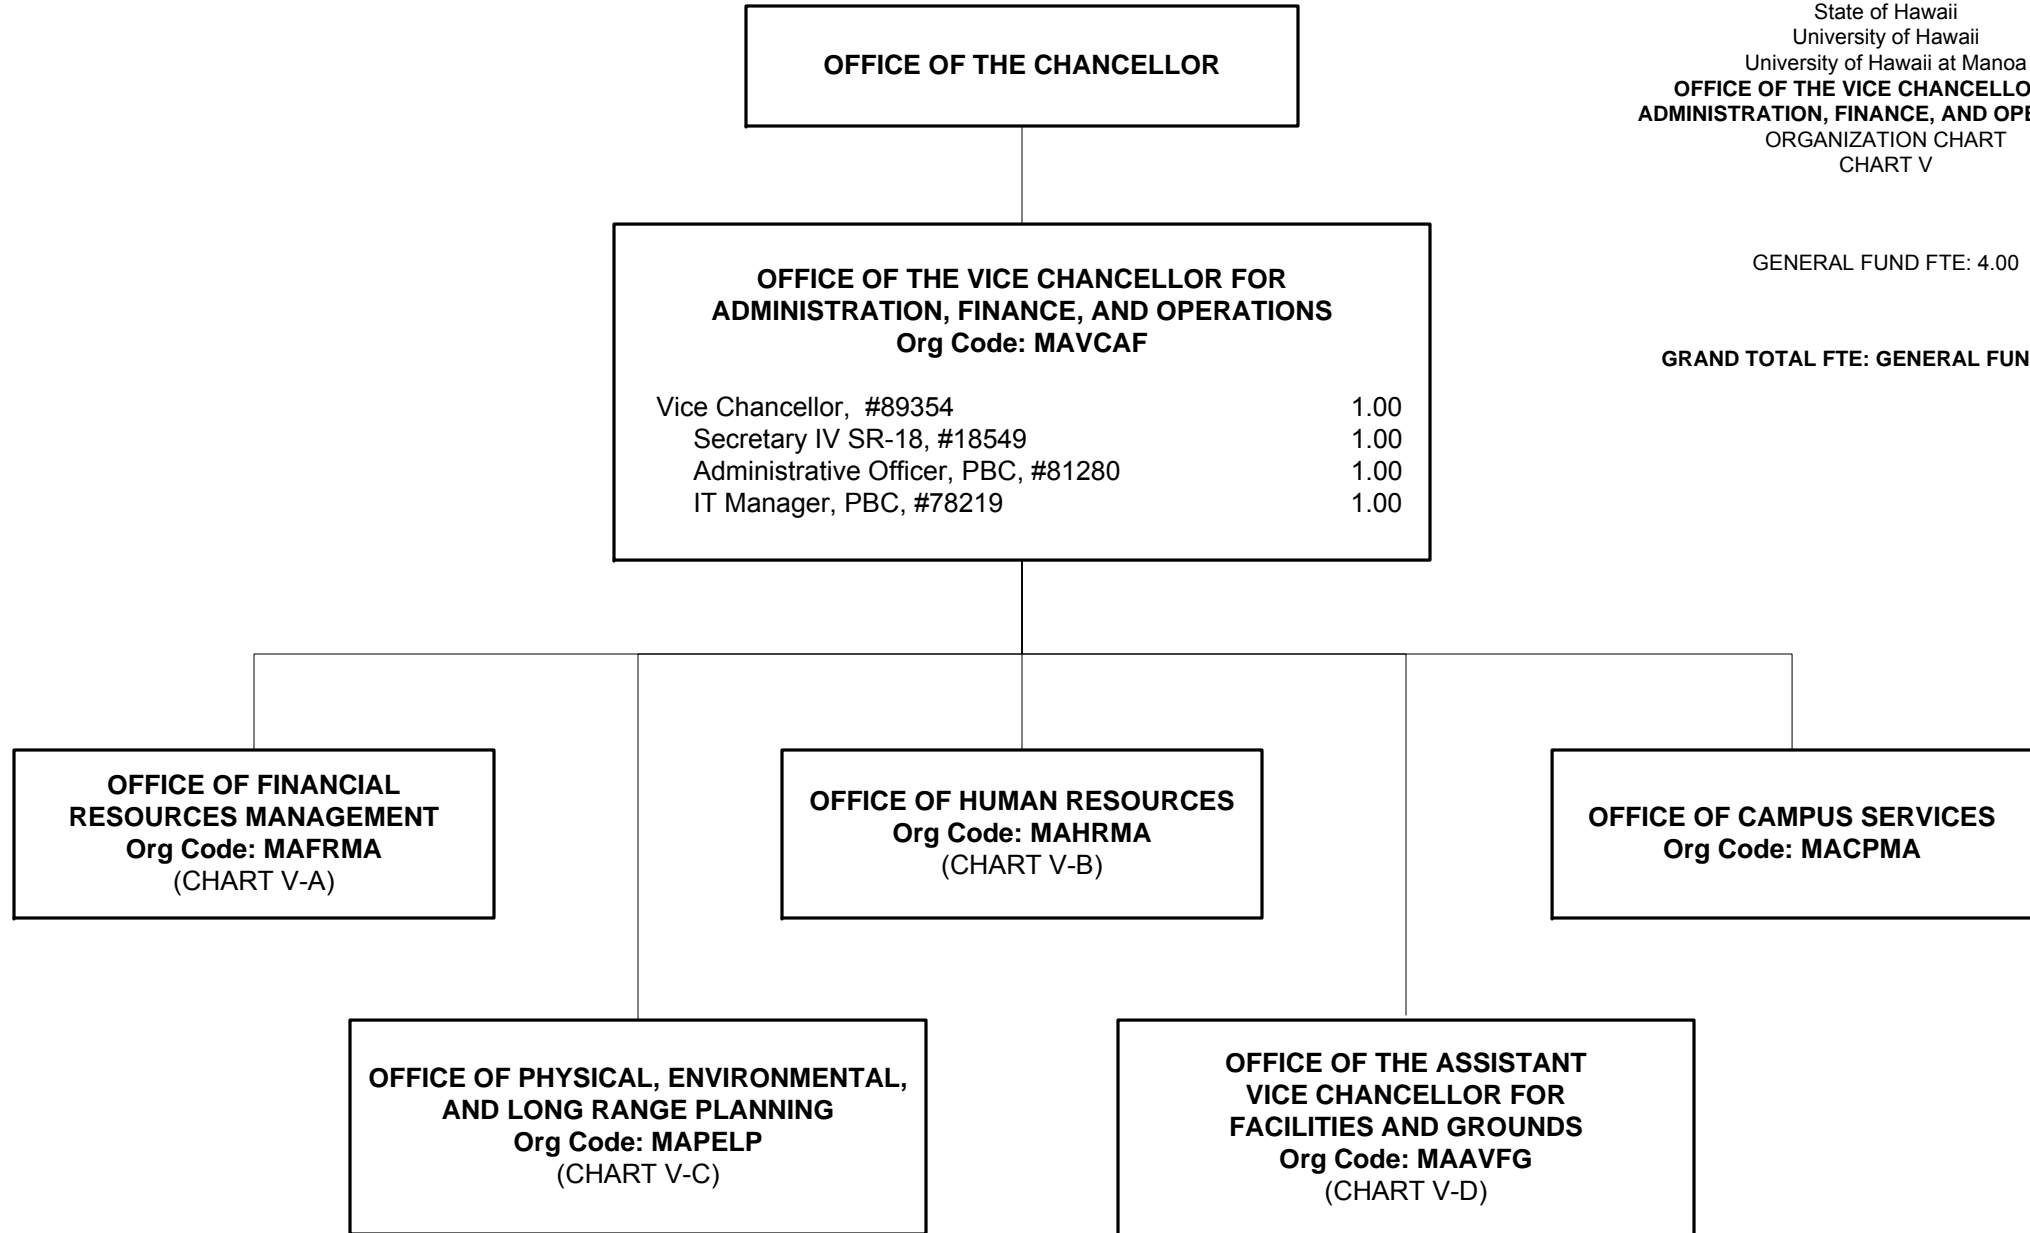 OFFICE OF THE CHANCELLOR
State of Hawaii
University of Hawaii
University of Hawaii at Manoa
OFFICE OF THE VICE
ADMINISTRATION, FINANCE, AND
ORGANIZATION CHART
CHART V
GENERAL FUND FTE: 4.00
GRAND TOTAL FTE: GENERAL
OFFICE OF THE VICE CHANCELLOR FOR
ADMINISTRATION, FINANCE, AND OPERATIONS
Org Code: MAVCAF
Vice Chancellor, #89354 1.00
Secretary IV SR-18, #18549 1.00
Administrative Officer, PBC, #81280 1.00
IT Manager, PBC, #78219 1.00
OFFICE OF FINANCIAL
RESOURCES MANAGEMENT
Org Code: MAFRMA
(CHART V-A)
OFFICE OF HUMAN RESOURCES
Org Code: MAHRMA
(CHART V-B)
OFFICE OF CAMPUS SERVICES
Org Code: MACPMA
OFFICE OF PHYSICAL, ENVIRONMENTAL,
AND LONG RANGE PLANNING
Org Code: MAPELP
(CHART V-C)
OFFICE OF THE ASSISTANT
VICE CHANCELLOR FOR
FACILITIES AND GROUNDS
Org Code: MAAVFG
(CHART V-D)